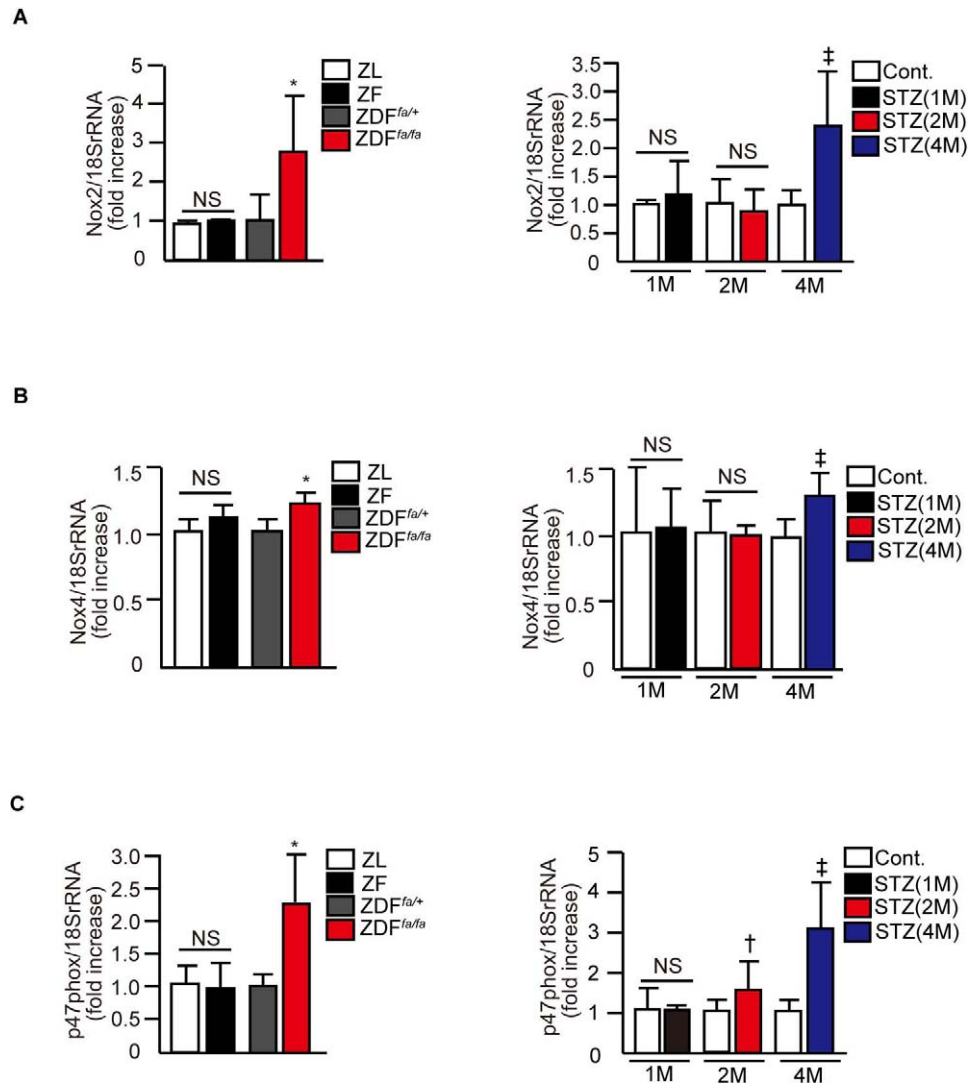 A
Nox2/18SrRNA
(fold increase)
5
4
3
2
1
0
NS
*
ZL
ZF
ZDFfa/+
ZDFfa/fa
Nox2/18SrRNA
(fold increase)
3.5
3.0
2.5
2.0
1.5
1.0
0.5
0
NS
NS
‡
1M
2M
4M
Cont.
STZ(1M)
STZ(2M)
STZ(4M)
B
Nox4/18SrRNA
(fold increase)
1.5
1.0
0.5
0
NS
*
ZL
ZF
ZDFfa/+
ZDFfa/fa
Nox4/18SrRNA
(fold increase)
1.5
1.0
0.5
0
NS
NS
‡
1M
2M
4M
Cont.
STZ(1M)
STZ(2M)
STZ(4M)
C
p47phox/18SrRNA
(fold increase)
3.0
2.5
2.0
1.5
1.0
0.5
0
NS
*
ZL
ZF
ZDFfa/+
ZDFfa/fa
p47phox/18SrRNA
(fold increase)
5
4
3
2
1
0
NS
†
‡
1M
2M
4M
Cont.
STZ(1M)
STZ(2M)
STZ(4M)